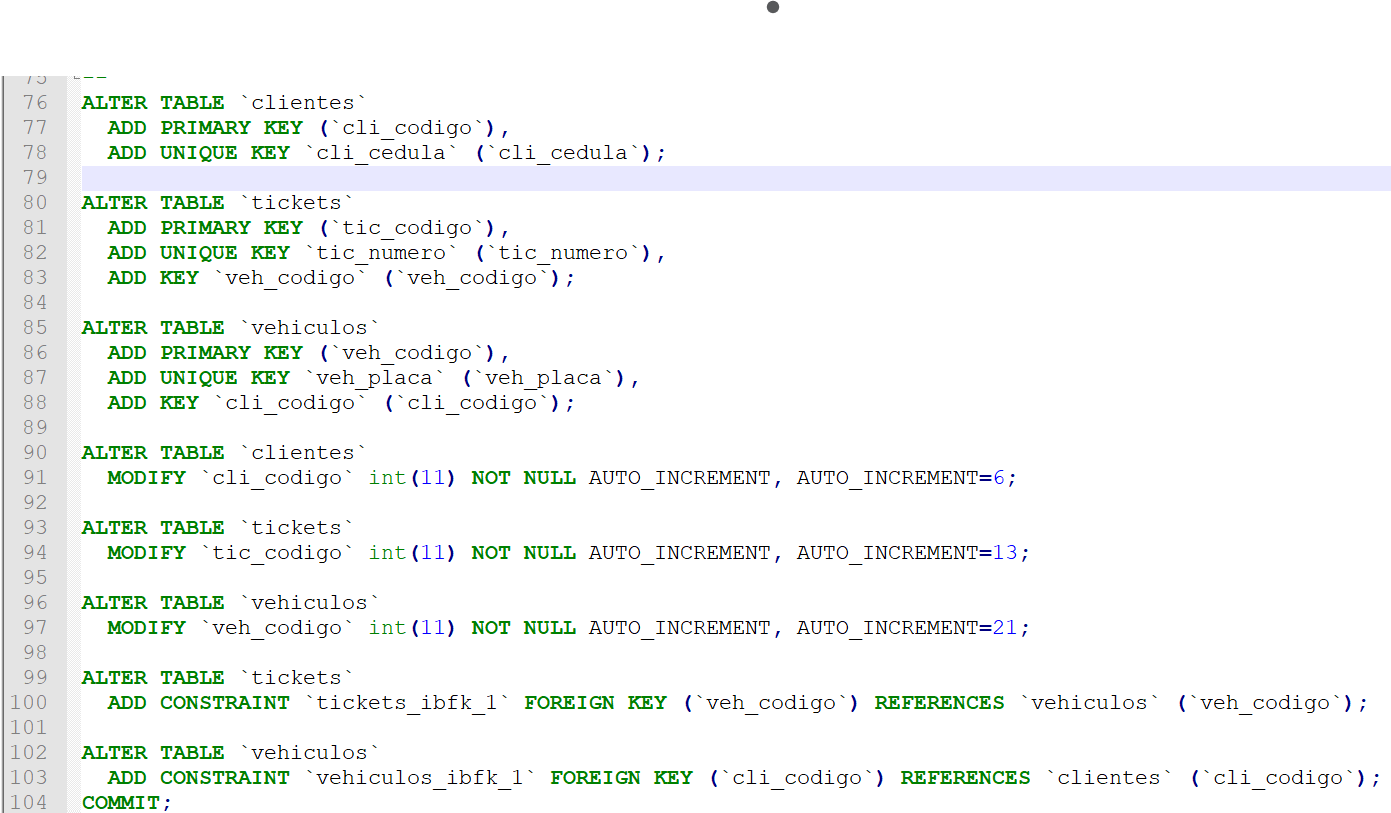 75
76 ALTER TABLE `clientes`
77 ADD PRIMARY KEY (`cli_codigo`),
78 ADD UNIQUE KEY `cli_cedula` (`cli_cedula`);
79
80 ALTER TABLE `tickets`
81 ADD PRIMARY KEY (`tic_codigo`),
82 ADD UNIQUE KEY `tic_numero` (`tic_numero`),
83 ADD KEY `veh_codigo` (`veh_codigo`);
84
85 ALTER TABLE `vehiculos`
86 ADD PRIMARY KEY (`veh_codigo`),
87 ADD UNIQUE KEY `veh_placa` (`veh_placa`),
88 ADD KEY `cli_codigo` (`cli_codigo`);
89
90 ALTER TABLE `clientes`
91 MODIFY `cli_codigo` int(11) NOT NULL AUTO_INCREMENT, AUTO_INCREMENT=6;
92
93 ALTER TABLE `tickets`
94 MODIFY `tic_codigo` int(11) NOT NULL AUTO_INCREMENT, AUTO_INCREMENT=13;
95
96 ALTER TABLE `vehiculos`
97 MODIFY `veh_codigo` int(11) NOT NULL AUTO_INCREMENT, AUTO_INCREMENT=21;
98
99 ALTER TABLE `tickets`
100 ADD CONSTRAINT `tickets_ibfk_1` FOREIGN KEY (`veh_codigo`) REFERENCES `vehiculos` (`veh_codigo`);
101
102 ALTER TABLE `vehiculos`
103 ADD CONSTRAINT `vehiculos_ibfk_1` FOREIGN KEY (`cli_codigo`) REFERENCES `clientes` (`cli_codigo`);
104 COMMIT;